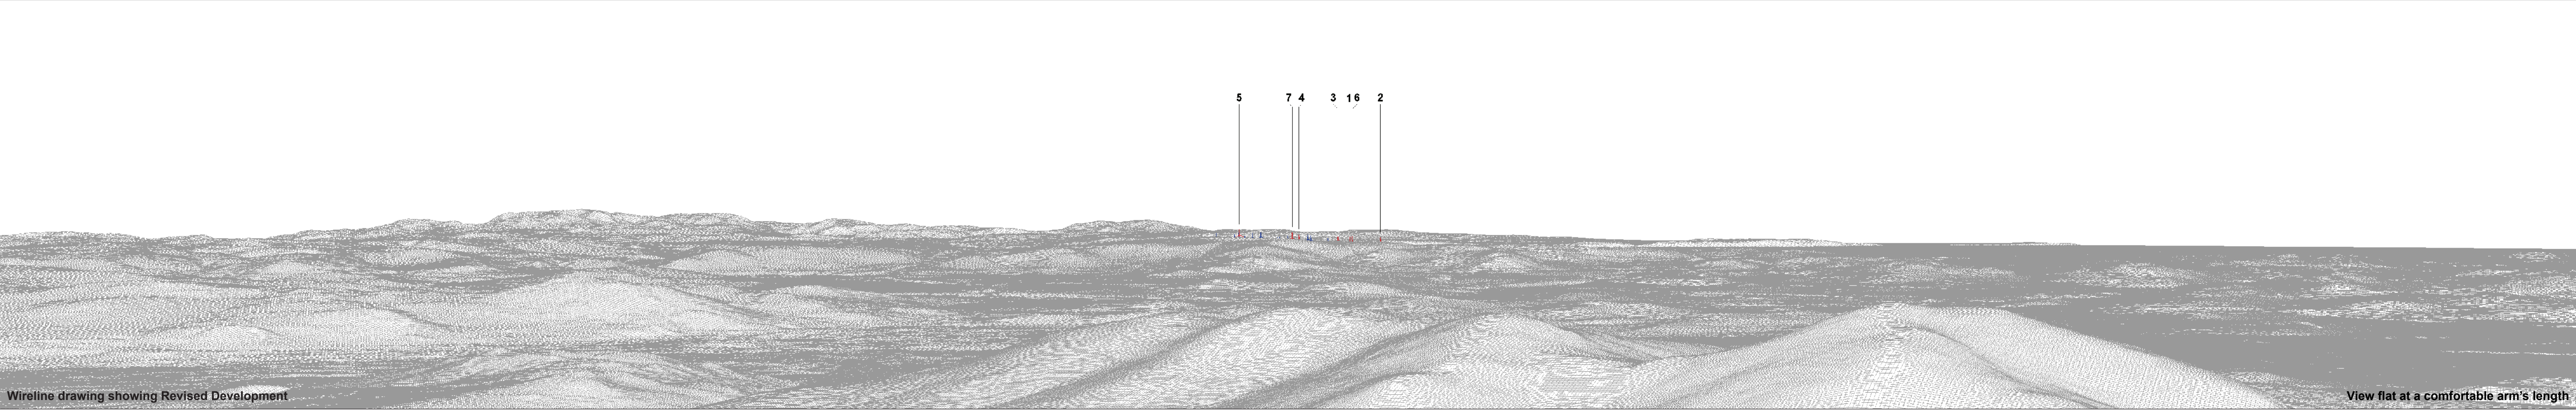 5 7 4 3 1 6 2
Wireline drawing showing Revised Development
View flat at a comfortable arm's length